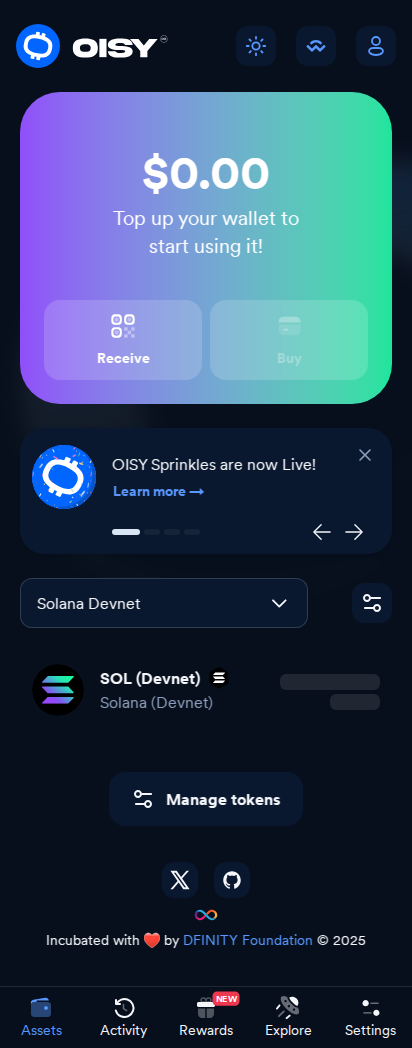 OISY
$0.00
Top up your wallet to
start using it!
Receive
Buy
OISY Sprinkles are now Live!
Learn more →
Solana Devnet
SOL (Devnet)
Solana (Devnet)
Manage tokens
Incubated with ❤️ by DFINITY Foundation © 2025
NEW
Assets
Activity
Rewards
Explore
Settings